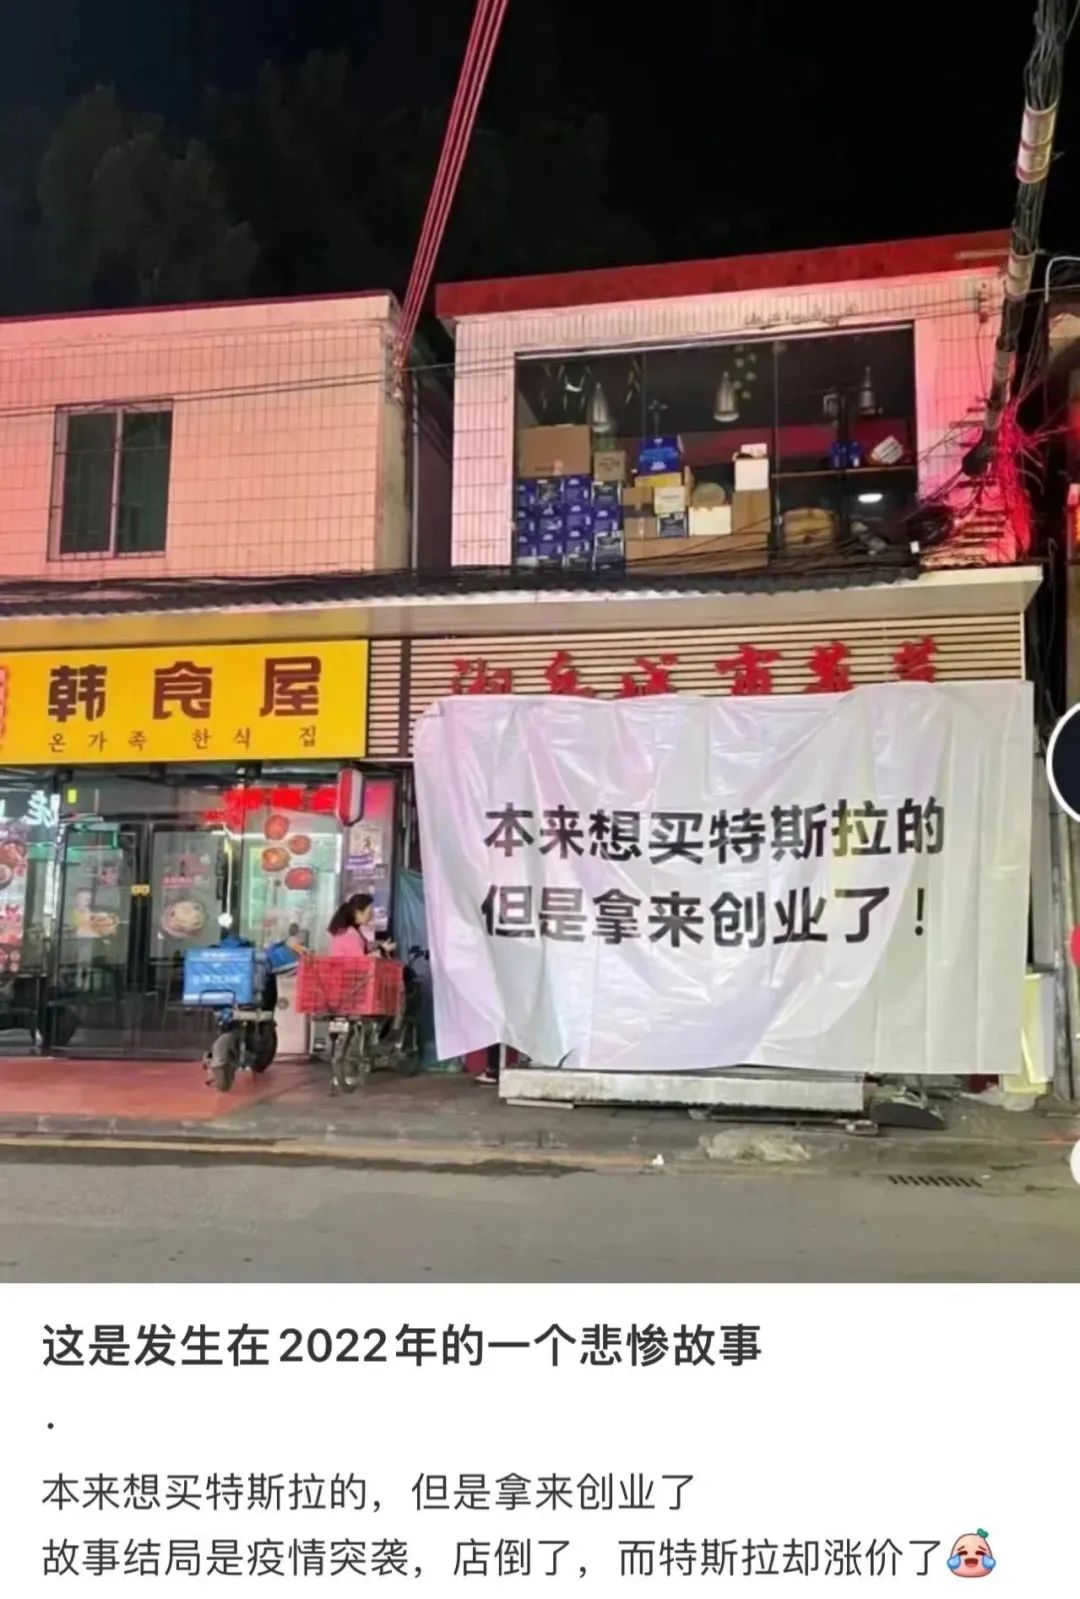 韩食屋
온가족 한식집
本来想买特斯拉的
但是拿来创业了！
这是发生在2022年的一个悲惨故事
.
本来想买特斯拉的，但是拿来创业了
故事结局是疫情突袭，店倒了，而特斯拉却涨价了😂